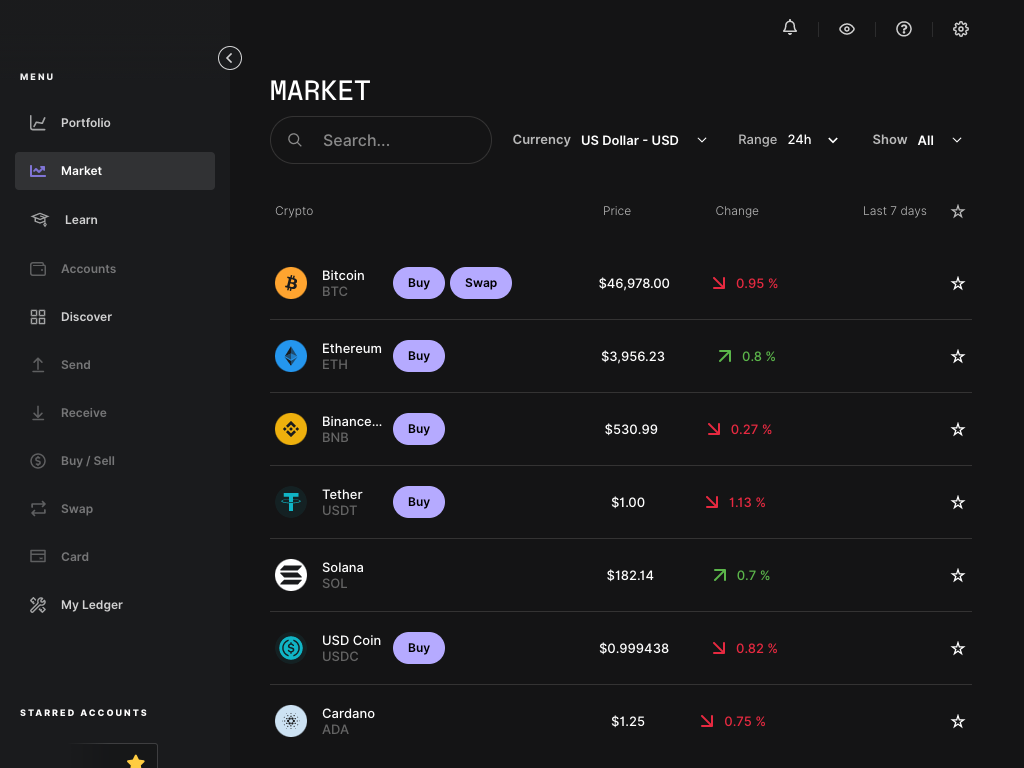 MENU
Portfolio
Market
Learn
Accounts
Discover
Send
Receive
Buy / Sell
Swap
Card
My Ledger
STARRED ACCOUNTS
MARKET
Search...
Currency US Dollar - USD
Range 24h
Show All
Crypto Price Change Last 7 days
Bitcoin
BTC
Buy Swap $46,978.00 0.95 %
Ethereum
ETH
Buy $3,956.23 0.8 %
Binance...
BNB
Buy $530.99 0.27 %
Tether
USDT
Buy $1.00 1.13 %
Solana
SOL
$182.14 0.7 %
USD Coin
USDC
Buy $0.999438 0.82 %
Cardano
ADA
$1.25 0.75 %